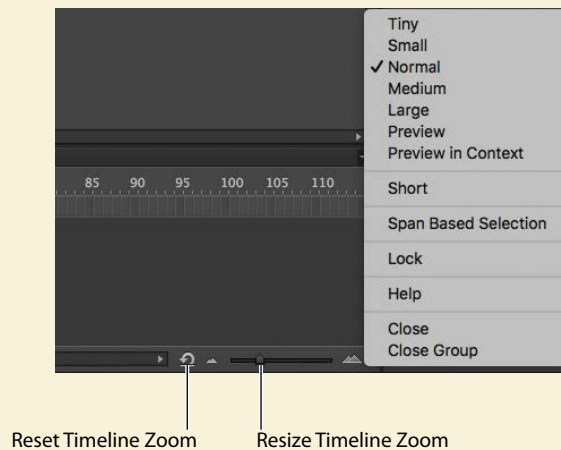 Tiny
Small
✓ Normal
Medium
Large
Preview
Preview in Context
Short
Span Based Selection
Lock
Help
Close
Close Group
85 90 95 100 105 110
Reset Timeline Zoom
Resize Timeline Zoom